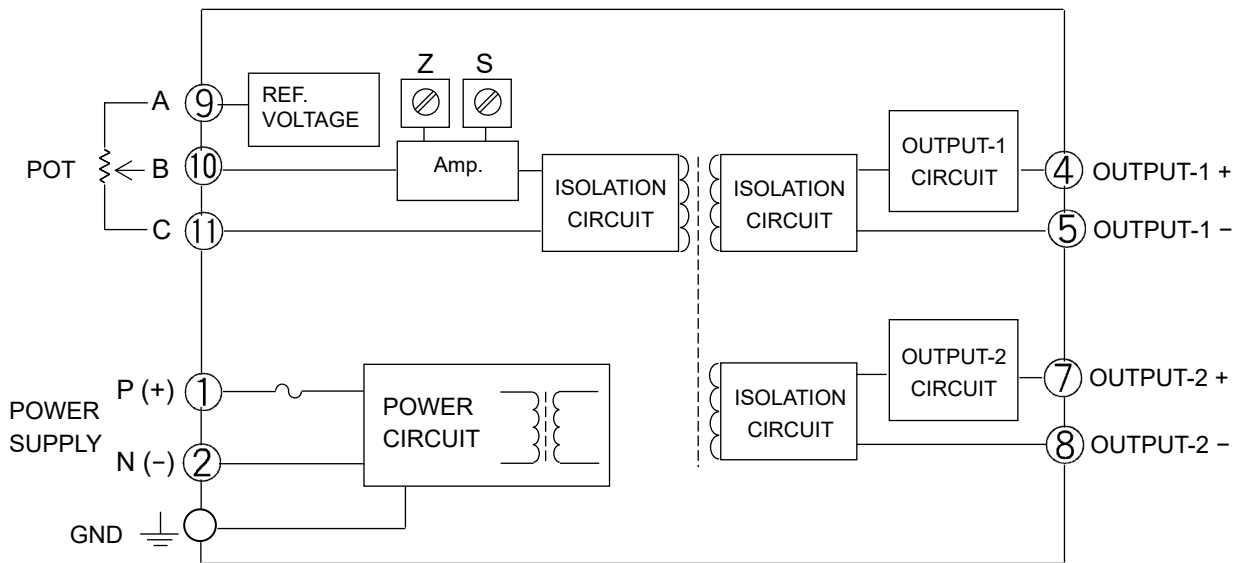 Z S
A 9 REF.
VOLTAGE
POT B 10 Amp.
C 11
ISOLATION
CIRCUIT
ISOLATION
CIRCUIT
OUTPUT-1
CIRCUIT
4 OUTPUT-1 +
5 OUTPUT-1 −
POWER
SUPPLY
P (+) 1
N (−) 2
GND
POWER
CIRCUIT
ISOLATION
CIRCUIT
OUTPUT-2
CIRCUIT
7 OUTPUT-2 +
8 OUTPUT-2 −